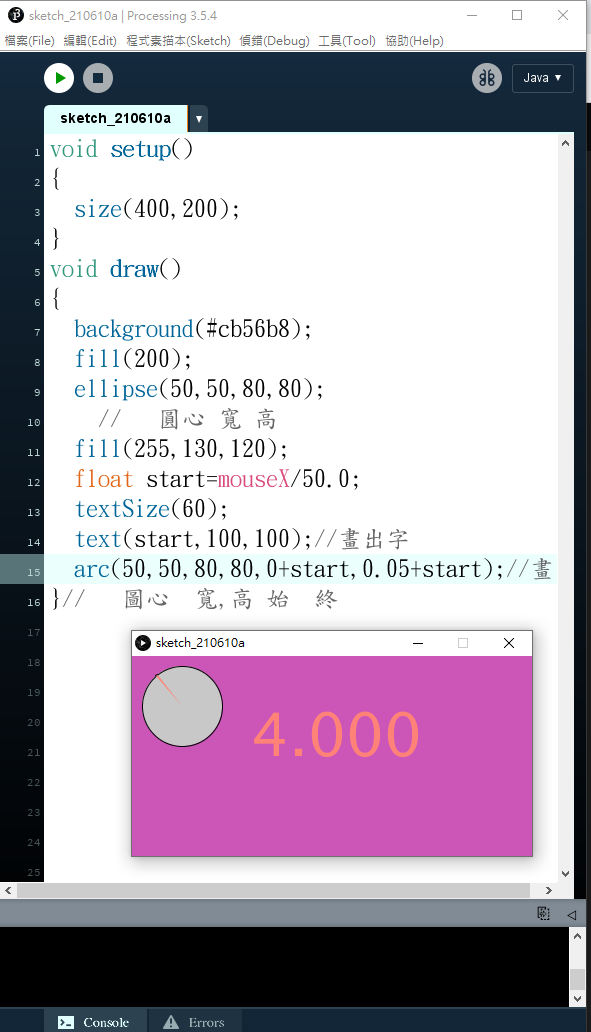 sketch_210610a | Processing 3.5.4
檔案(File) 編輯(Edit) 程式素描本(Sketch) 偵錯(Debug) 工具(Tool) 協助(Help)
Java ▼
sketch_210610a ▼
1 void setup()
2 {
3 size(400,200);
4 }
5 void draw()
6 {
7 background(#cb56b8);
8 fill(200);
9 ellipse(50,50,80,80);
10 // 圓心 寬 高
11 fill(255,130,120);
12 float start=mouseX/50.0;
13 textSize(60);
14 text(start,100,100);//畫出字
15 arc(50,50,80,80,0+start,0.05+start);//畫
16 }// 圓心 寬,高 始 終
17
18
19
20
21
22
23
24
25
sketch_210610a
4.000
Console Errors